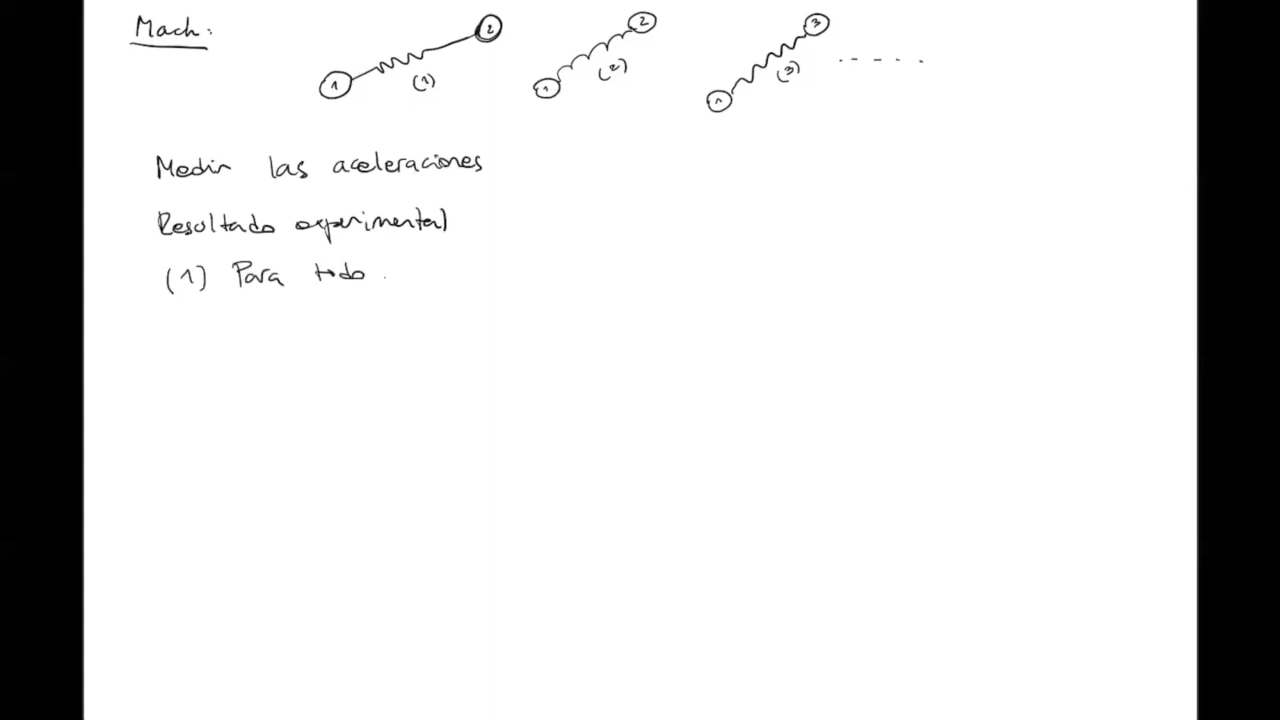 Mach:
1 2 1 2 1 3
(1) (2) (3)
Medir las aceleraciones
Resultado experimental
(1) Para todo